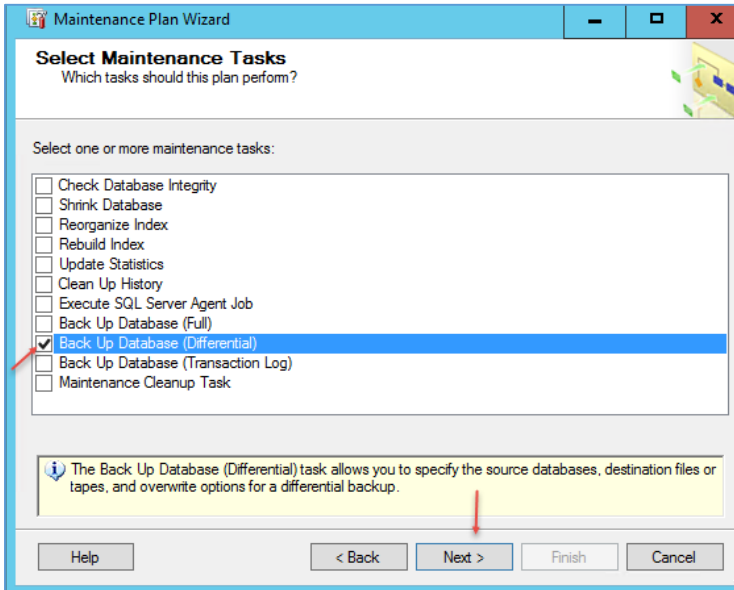 Maintenance Plan Wizard
Select Maintenance Tasks
Which tasks should this plan perform?
Select one or more maintenance tasks:
Check Database Integrity
Shrink Database
Reorganize Index
Rebuild Index
Update Statistics
Clean Up History
Execute SQL Server Agent Job
Back Up Database (Full)
Back Up Database (Differential)
Back Up Database (Transaction Log)
Maintenance Cleanup Task
The Back Up Database (Differential) task allows you to specify the source databases, destination files or
tapes, and overwrite options for a differential backup.
Help < Back Next > Finish Cancel